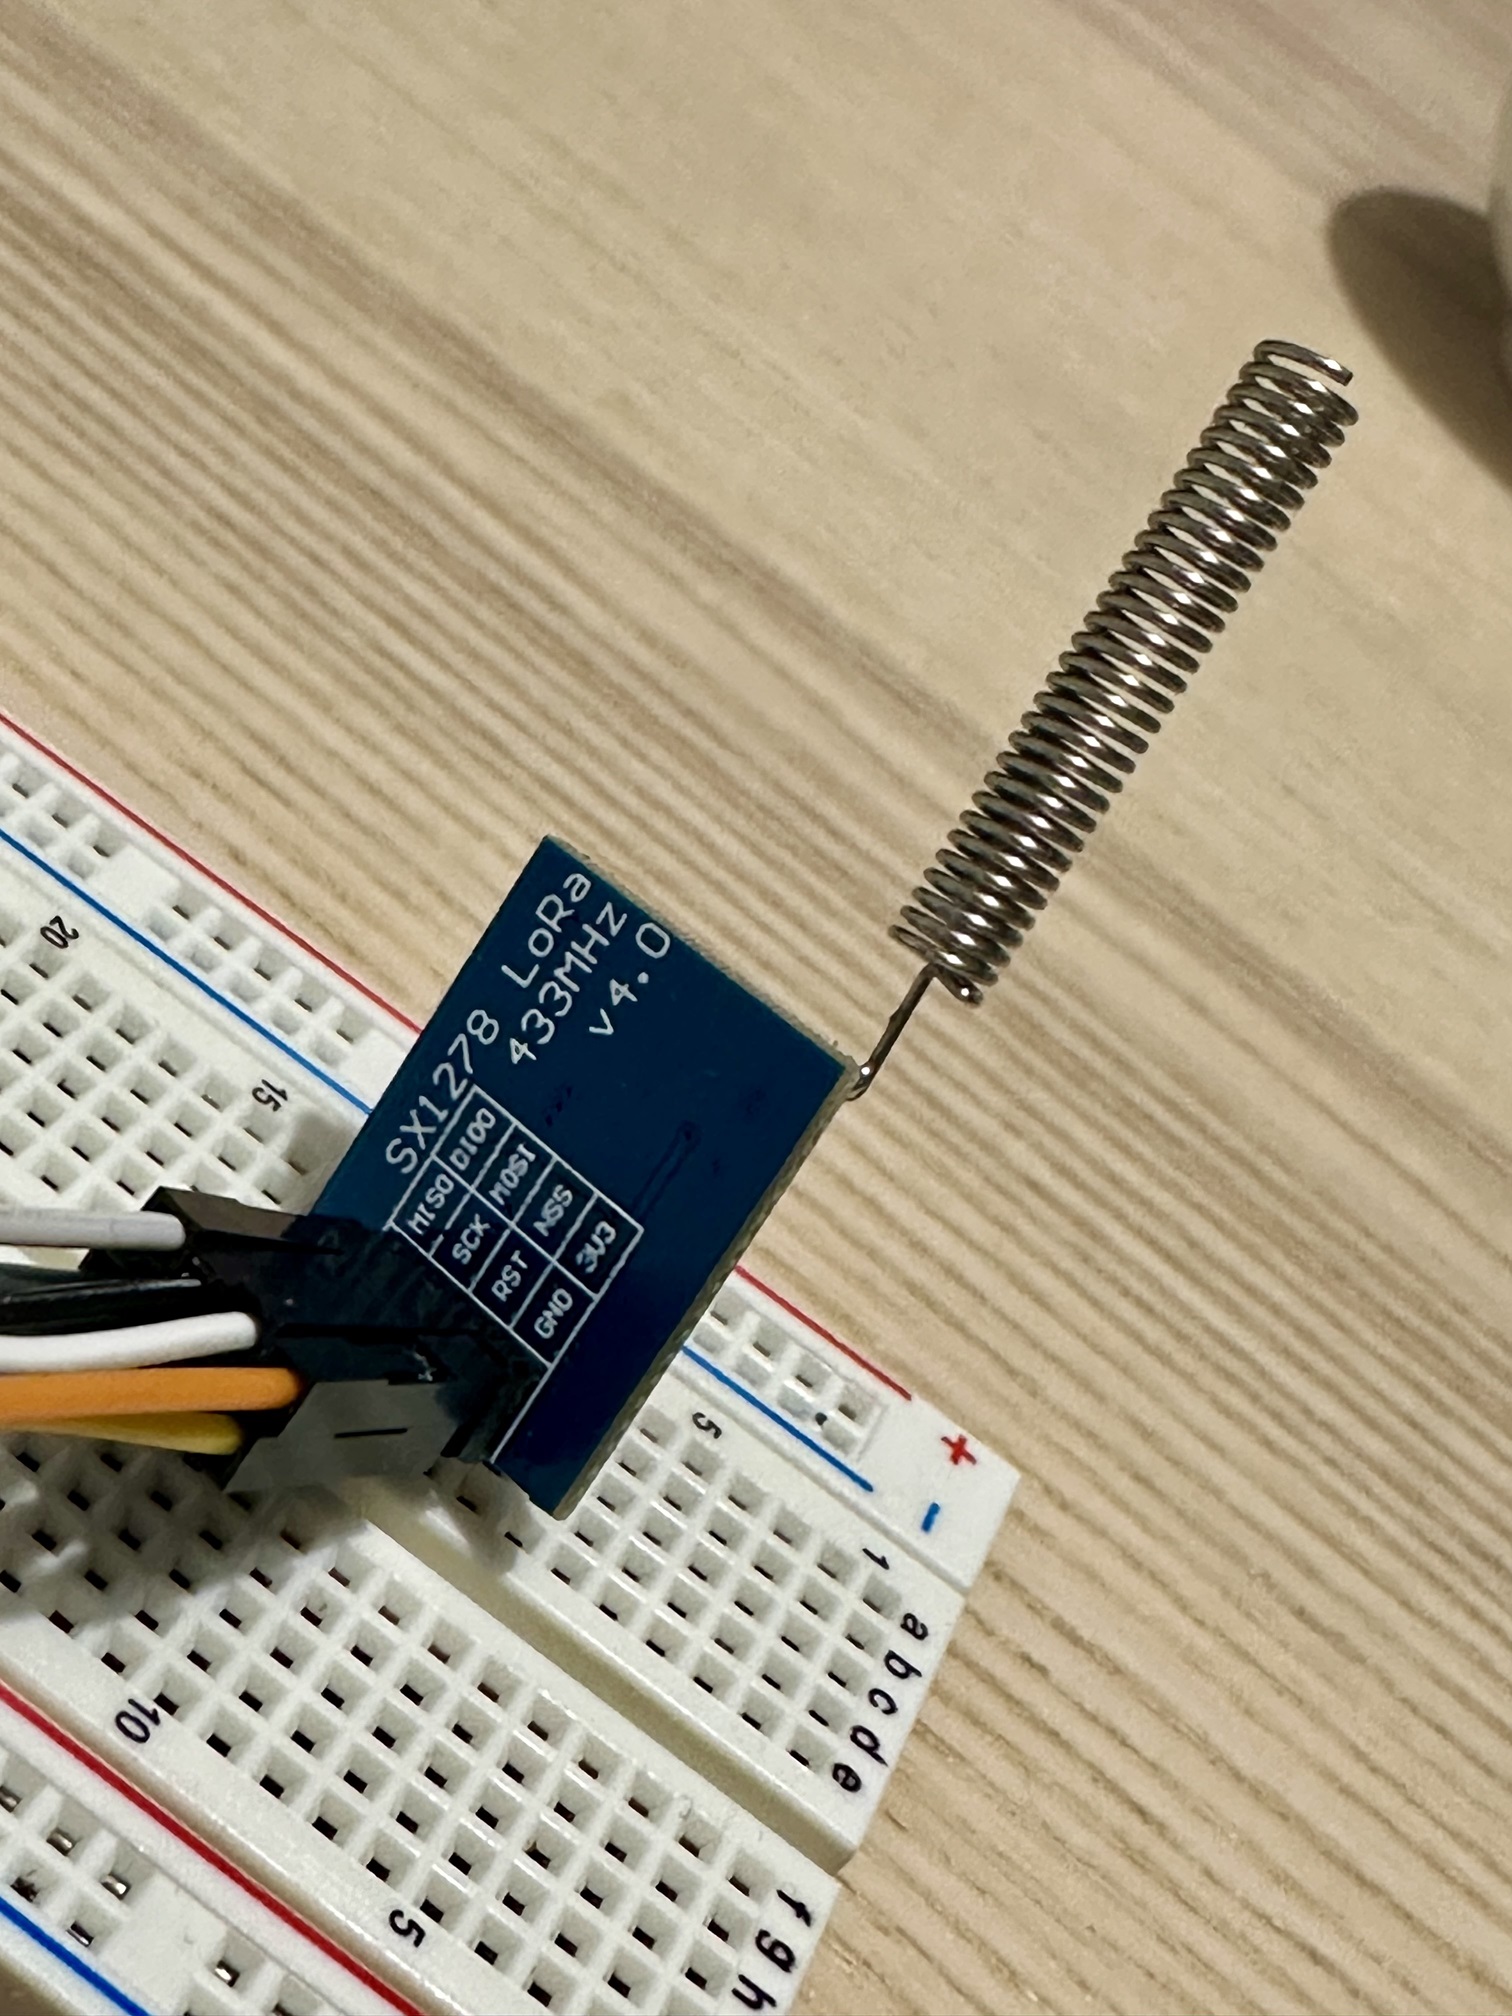 SX1278 LoRa
433MHz
v4.0
MISO DIO0
SCK MOSI
RST NSS
GND 3V3
20
15
5
1
+
-
a
b
c
d
e
10
5
f
g
h